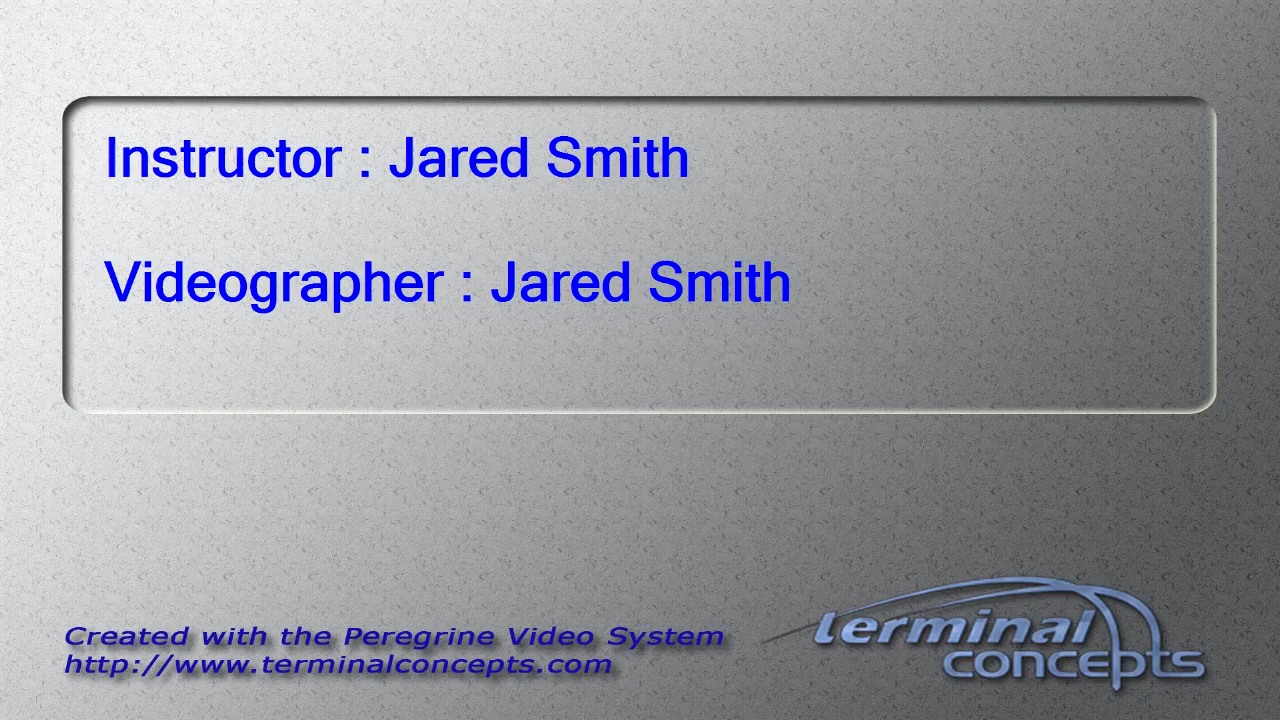 Instructor : Jared Smith
Videographer : Jared Smith
Created with the Peregrine Video System
http://www.terminalconcepts.com
terminal
concepts